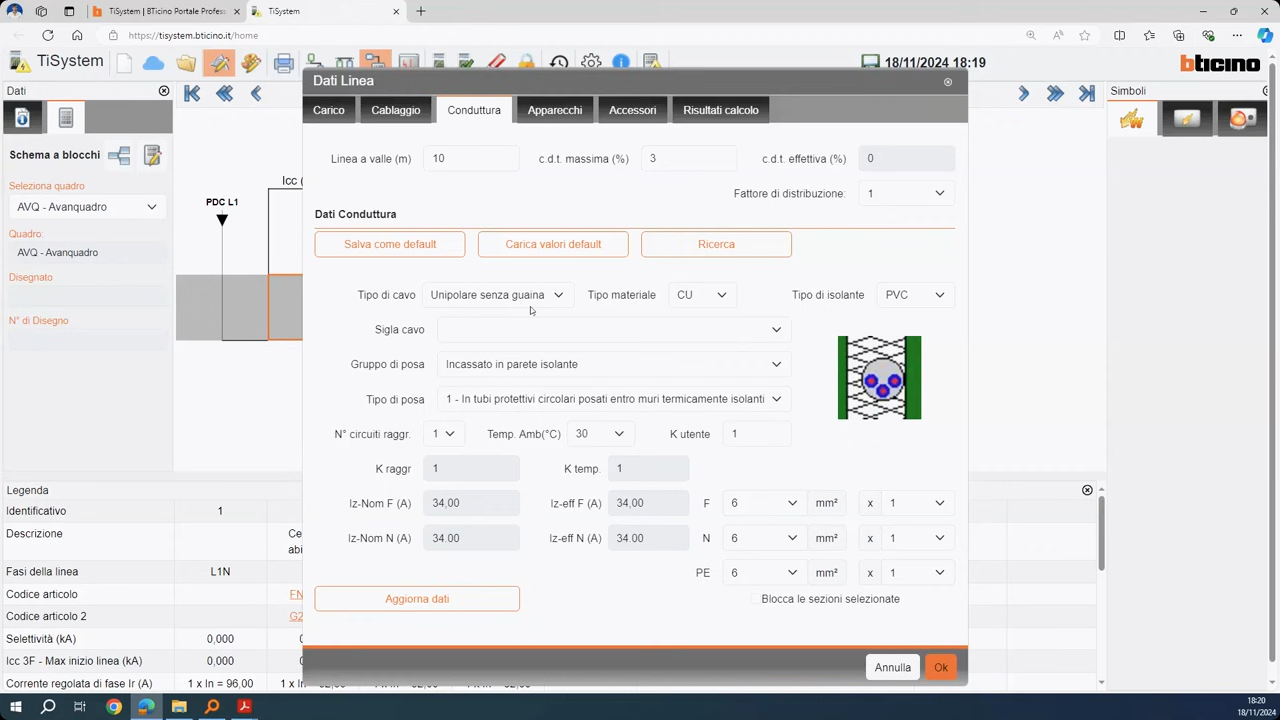 TiSystem | BTicino Portale Profess
TiSystem
https://tisystem.bticino.it/home
TiSystem
18/11/2024 18:19
bticino
Dati
Schema a blocchi
Seleziona quadro
AVQ - Avanquadro
Quadro:
AVQ - Avanquadro
Disegnato
N° di Disegno
Icc (
PDC L1
Simboli
Dati Linea
Carico
Cablaggio
Conduttura
Apparecchi
Accessori
Risultati calcolo
Linea a valle (m) 10 c.d.t. massima (%) 3 c.d.t. effettiva (%) 0
Fattore di distribuzione: 1
Dati Conduttura
Salva come default
Carica valori default
Ricerca
Tipo di cavo Unipolare senza guaina Tipo materiale CU Tipo di isolante PVC
Sigla cavo
Gruppo di posa Incassato in parete isolante
Tipo di posa 1 - In tubi protettivi circolari posati entro muri termicamente isolanti
N° circuiti raggr. 1 Temp. Amb(°C) 30 K utente 1
K raggr 1 K temp. 1
Iz-Nom F (A) 34,00 Iz-eff F (A) 34,00 F 6 mm² x 1
Iz-Nom N (A) 34.00 Iz-eff N (A) 34.00 N 6 mm² x 1
PE 6 mm² x 1
Aggiorna dati
Blocca le sezioni selezionate
Annulla
Ok
Legenda
Identificativo 1
Descrizione Ce
abi
Fasi della linea L1N
Codice articolo FN
Codice articolo 2 G2
Selettività (kA) 0,000 0,
Icc 3F - Max inizio linea (kA) 0,000 0,
Corrente regolata di fase Ir (A) 1 x In = 96,00
18:20
18/11/2024